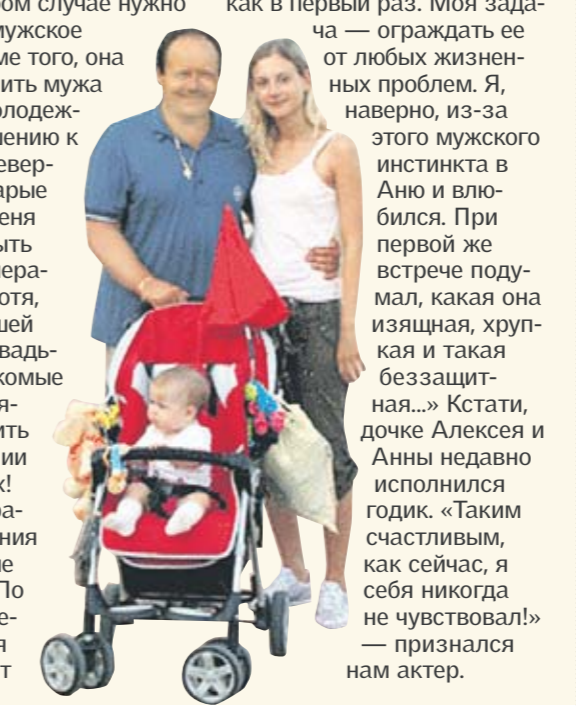 ром случае нужно
мужское
ме того, она
ить мужа
олодеж-
ению к
евер-
арые
еня
ыть
ера-
отя,
шей
вадь-
комые
я-
ить
ии
х!
ра-
ния
е
По
е-
я
т
как в первый раз. Моя зада-
ча — ограждать ее
от любых жизнен-
ных проблем. Я,
наверно, из-за
этого мужского
инстинкта в
Аню и влю-
бился. При
первой же
встрече поду-
мал, какая она
изящная, хруп-
кая и такая
беззащит-
ная...» Кстати,
дочке Алексея и
Анны недавно
исполнился
годик. «Таким
счастливым,
как сейчас, я
себя никогда
не чувствовал!»
— признался
нам актер.